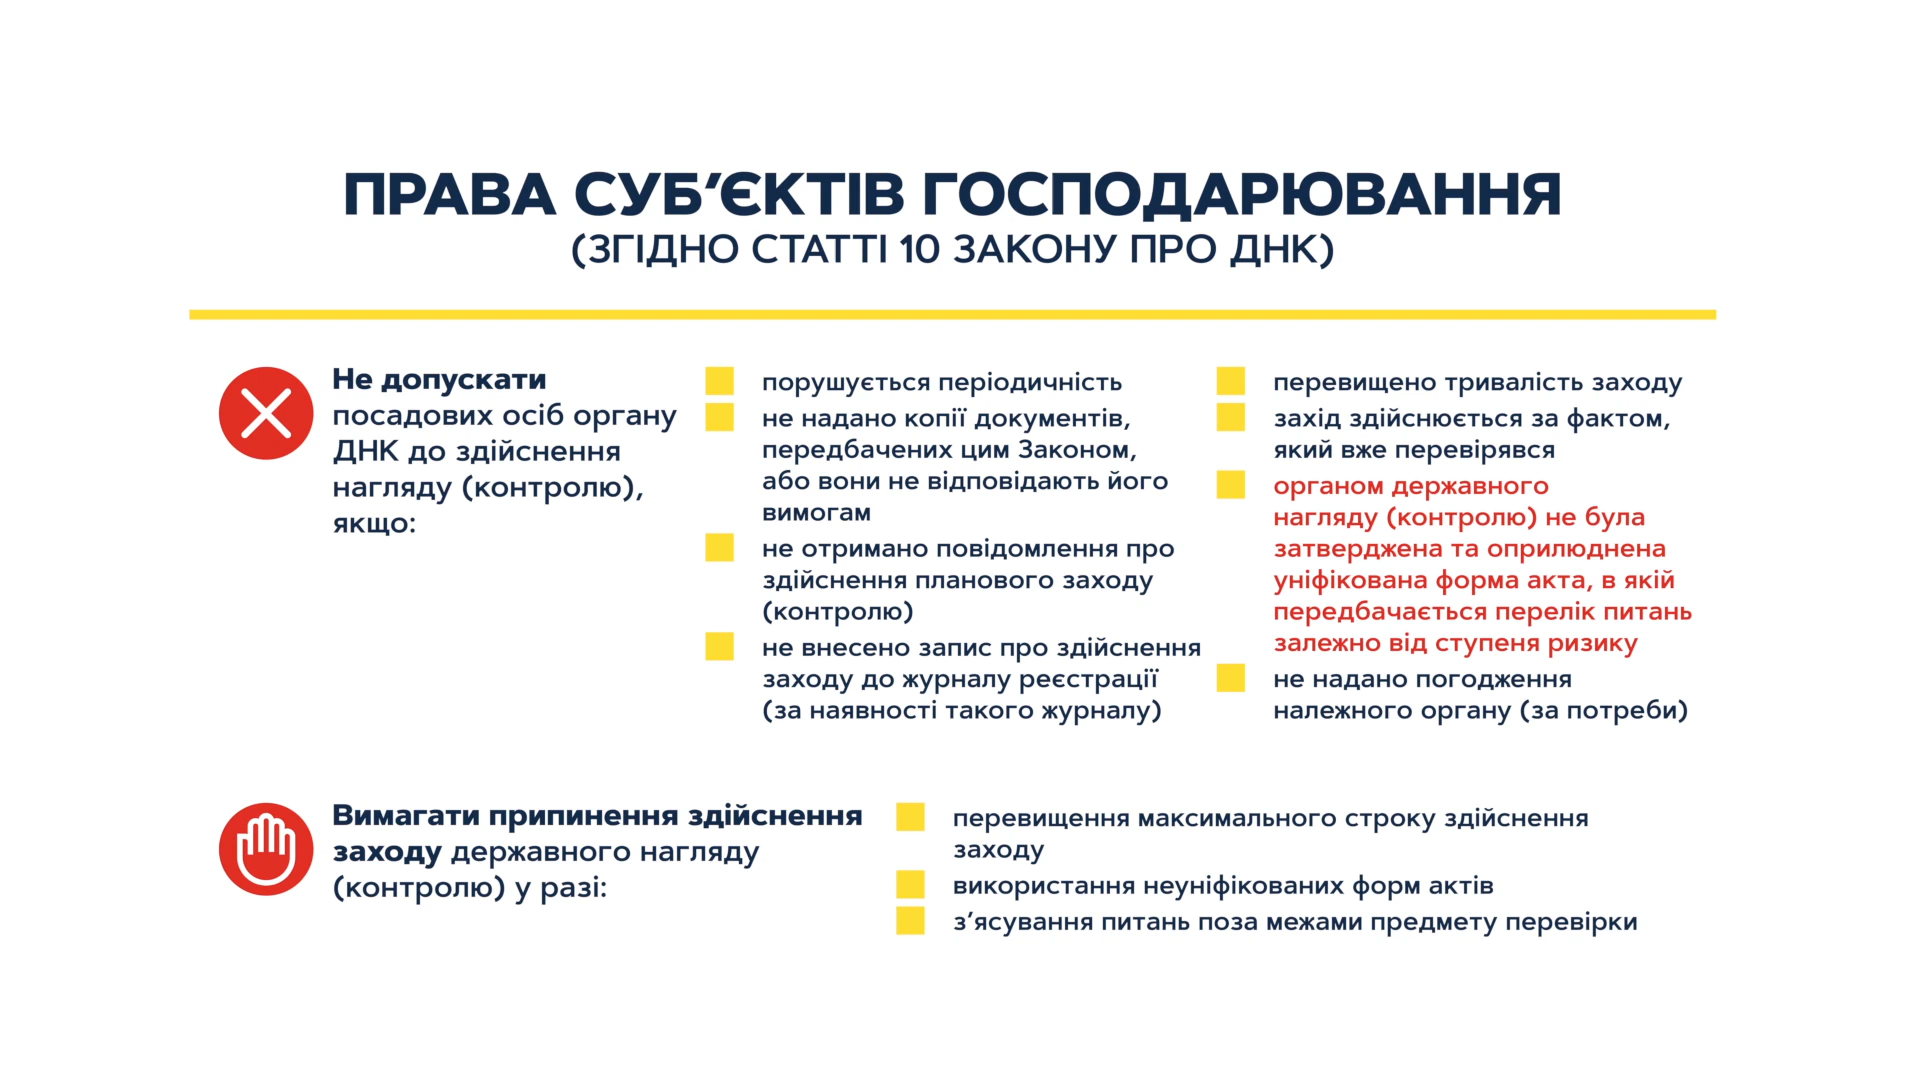 ПРАВА СУБ’ЄКТІВ ГОСПОДАРЮВАННЯ
(ЗГІДНО СТАТТІ 10 ЗАКОНУ ПРО ДНК)
Не допускати
посадових осіб органу
ДНК до здійснення
нагляду (контролю),
якщо:
порушується періодичність
не надано копії документів,
передбачених цим Законом,
або вони не відповідають його
вимогам
не отримано повідомлення про
здійснення планового заходу
(контролю)
не внесено запис про здійснення
заходу до журналу реєстрації
(за наявності такого журналу)
перевищено тривалість заходу
захід здійснюється за фактом,
який вже перевірявся
органом державного
нагляду (контролю) не була
затверджена та оприлюднена
уніфікована форма акта, в якій
передбачається перелік питань
залежно від ступеня ризику
не надано погодження
належного органу (за потреби)
Вимагати припинення здійснення
заходу державного нагляду
(контролю) у разі:
перевищення максимального строку здійснення
заходу
використання неуніфікованих форм актів
з’ясування питань поза межами предмету перевірки